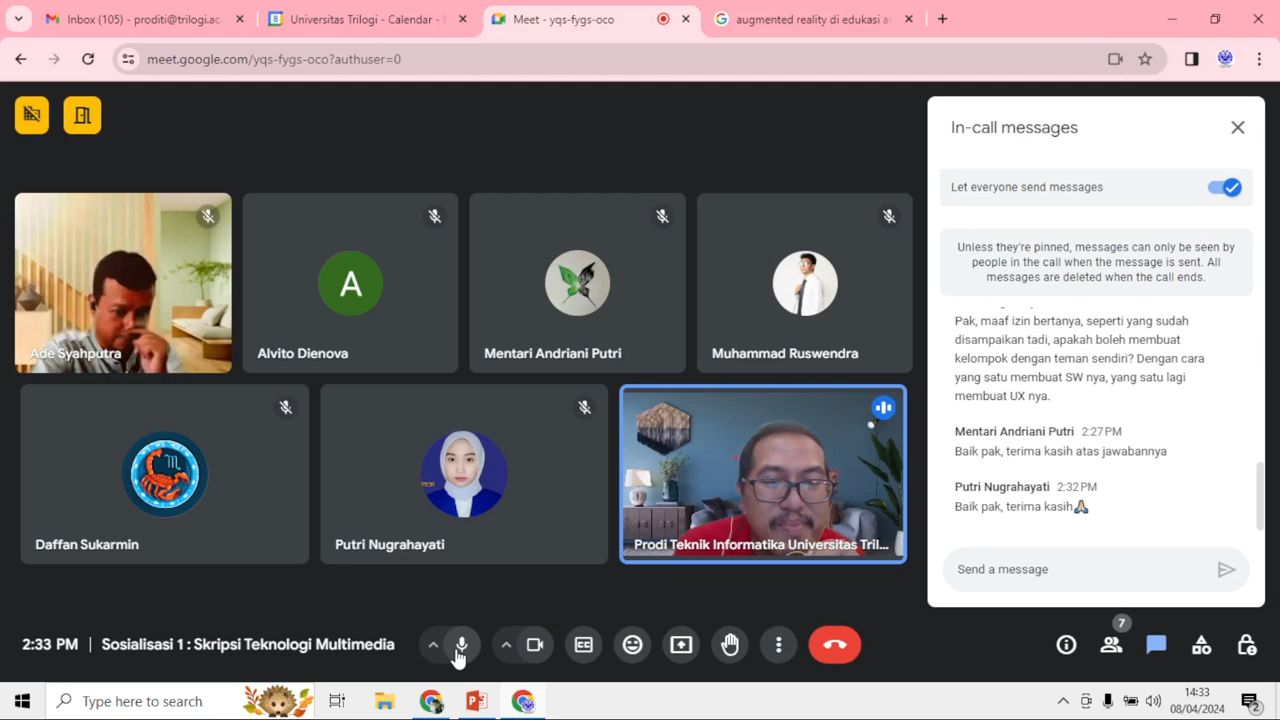 Inbox (105) - proditi@trilogi.ac.
Universitas Trilogi - Calendar -
Meet - yqs-fygs-oco
augmented reality di edukasi an
meet.google.com/yqs-fygs-oco?authuser=0
In-call messages
Let everyone send messages
Unless they're pinned, messages can only be seen by
people in the call when the message is sent. All
messages are deleted when the call ends.
Pak, maaf izin bertanya, seperti yang sudah
disampaikan tadi, apakah boleh membuat
kelompok dengan teman sendiri? Dengan cara
yang satu membuat SW nya, yang satu lagi
membuat UX nya.
Mentari Andriani Putri 2:27 PM
Baik pak, terima kasih atas jawabannya
Putri Nugrahayati 2:32 PM
Baik pak, terima kasih🙏🏻
Send a message
Ade Syahputra
A
Alvito Dienova
Mentari Andriani Putri
Muhammad Ruswendra
Daffan Sukarmin
Putri Nugrahayati
Prodi Teknik Informatika Universitas Tril...
2:33 PM | Sosialisasi 1 : Skripsi Teknologi Multimedia
7
Type here to search
14:33
08/04/2024
2